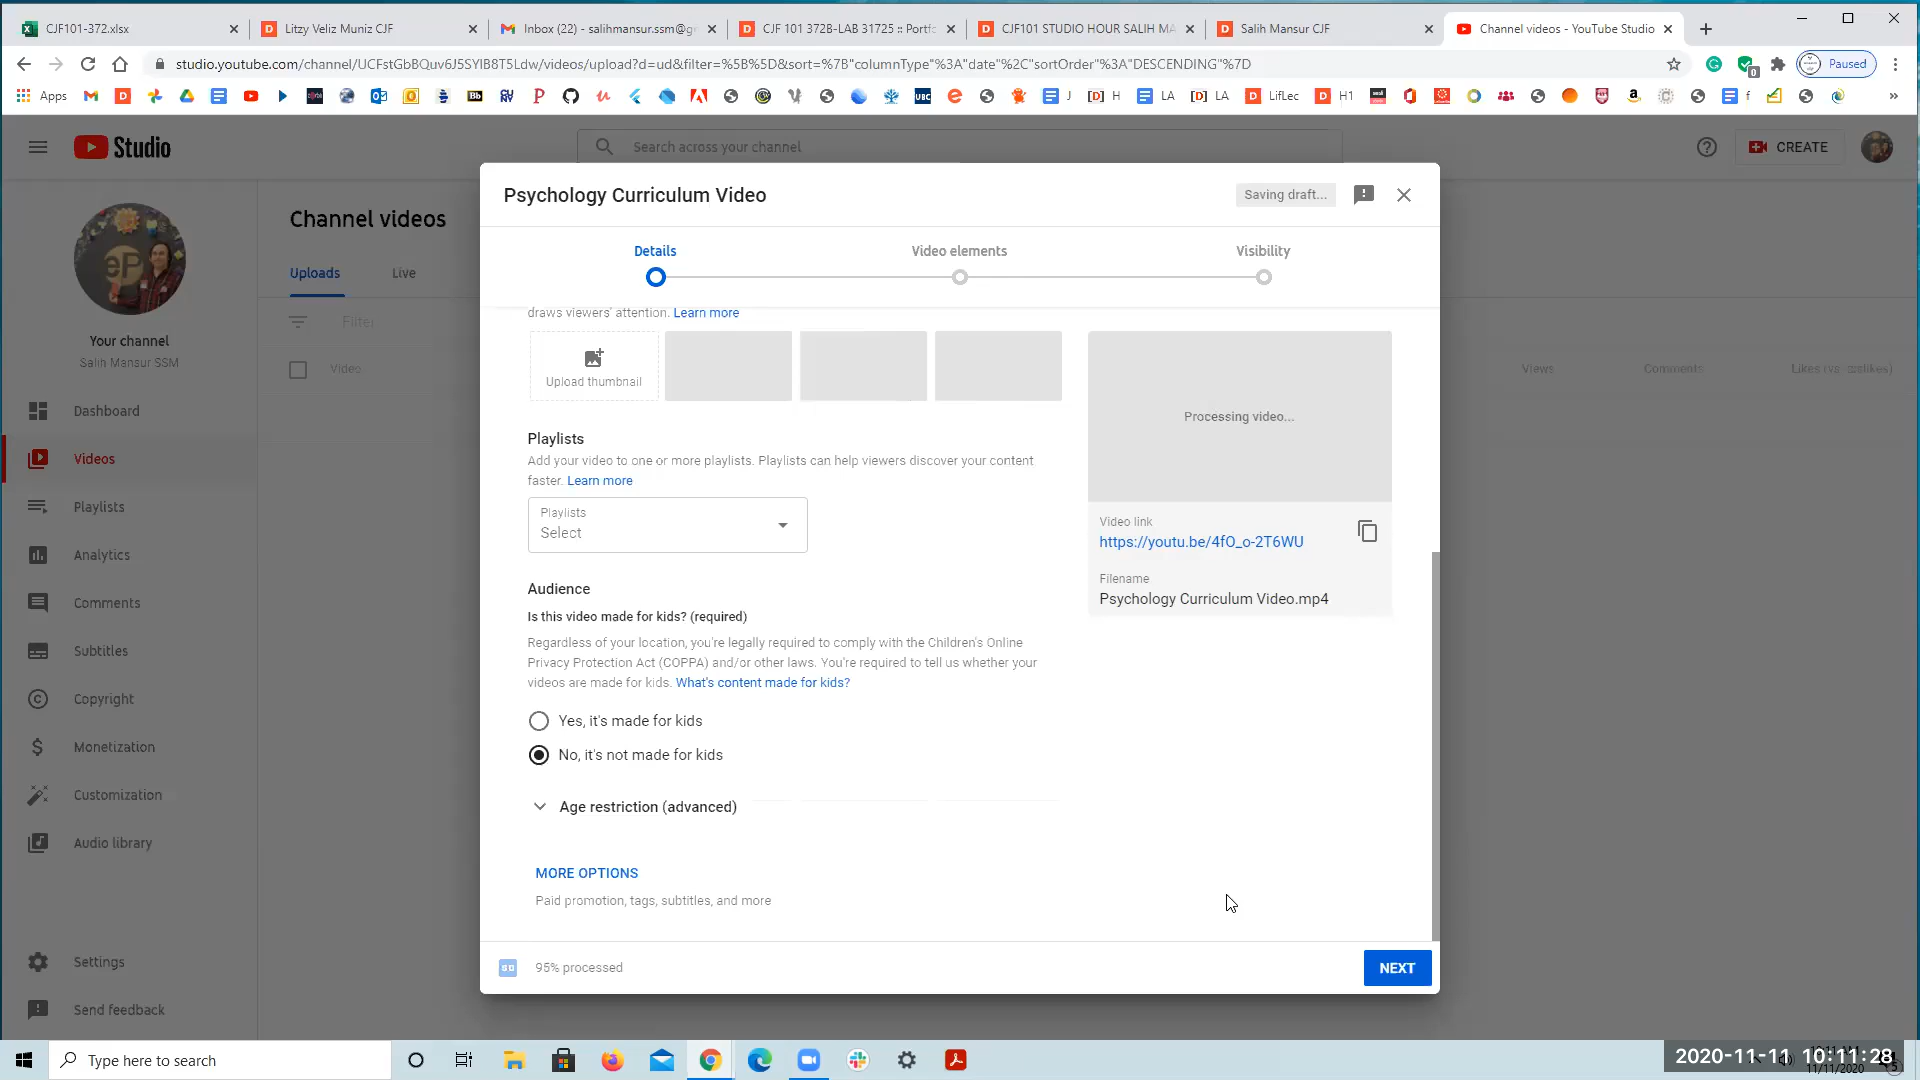 CJF101-372.xlsx
Litzy Veliz Muniz CJF
Inbox (22) - salihmansur.ssm@g
CJF 101 372B-LAB 31725 :: Portf
CJF101 STUDIO HOUR SALIH MA
Salih Mansur CJF
Channel videos - YouTube Studio
studio.youtube.com/channel/UCFstGbBQuv6J5SYlB8T5Ldw/videos/upload?d=ud&filter=%5B%5D&sort=%7B"columnType"%3A"date"%2C"sortOrder"%3A"DESCENDING"%7D
Paused
Apps
J
H
LA
LA
LifLec
H1
f
Studio
Search across your channel
CREATE
Your channel
Salih Mansur SSM
Dashboard
Videos
Playlists
Analytics
Comments
Subtitles
Copyright
Monetization
Customization
Audio library
Settings
Send feedback
Channel videos
Uploads
Live
Filter
Video
Views
Comments
Psychology Curriculum Video
Saving draft...
Details
Video elements
Visibility
draws viewers' attention. Learn more
Upload thumbnail
Playlists
Add your video to one or more playlists. Playlists can help viewers discover your content
faster. Learn more
Playlists
Select
Audience
Is this video made for kids? (required)
Regardless of your location, you're legally required to comply with the Children's Online
Privacy Protection Act (COPPA) and/or other laws. You're required to tell us whether your
videos are made for kids. What's content made for kids?
Yes, it's made for kids
No, it's not made for kids
Age restriction (advanced)
MORE OPTIONS
Paid promotion, tags, subtitles, and more
Processing video...
Video link
https://youtu.be/4fO_o-2T6WU
Filename
Psychology Curriculum Video.mp4
95% processed
NEXT
Type here to search
2020-11-11 10:11:28
11/11/2020